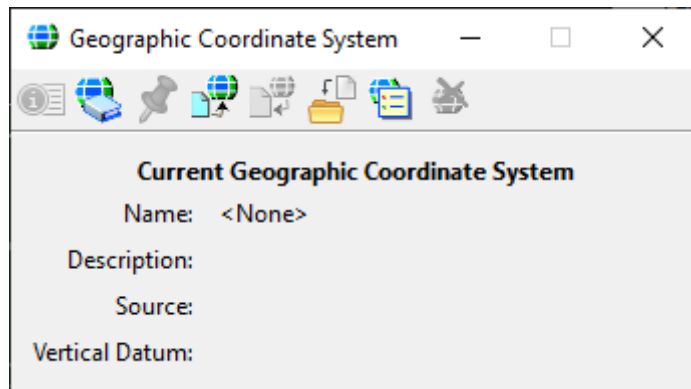 Geographic Coordinate System
Current Geographic Coordinate System
Name: <None>
Description:
Source:
Vertical Datum: